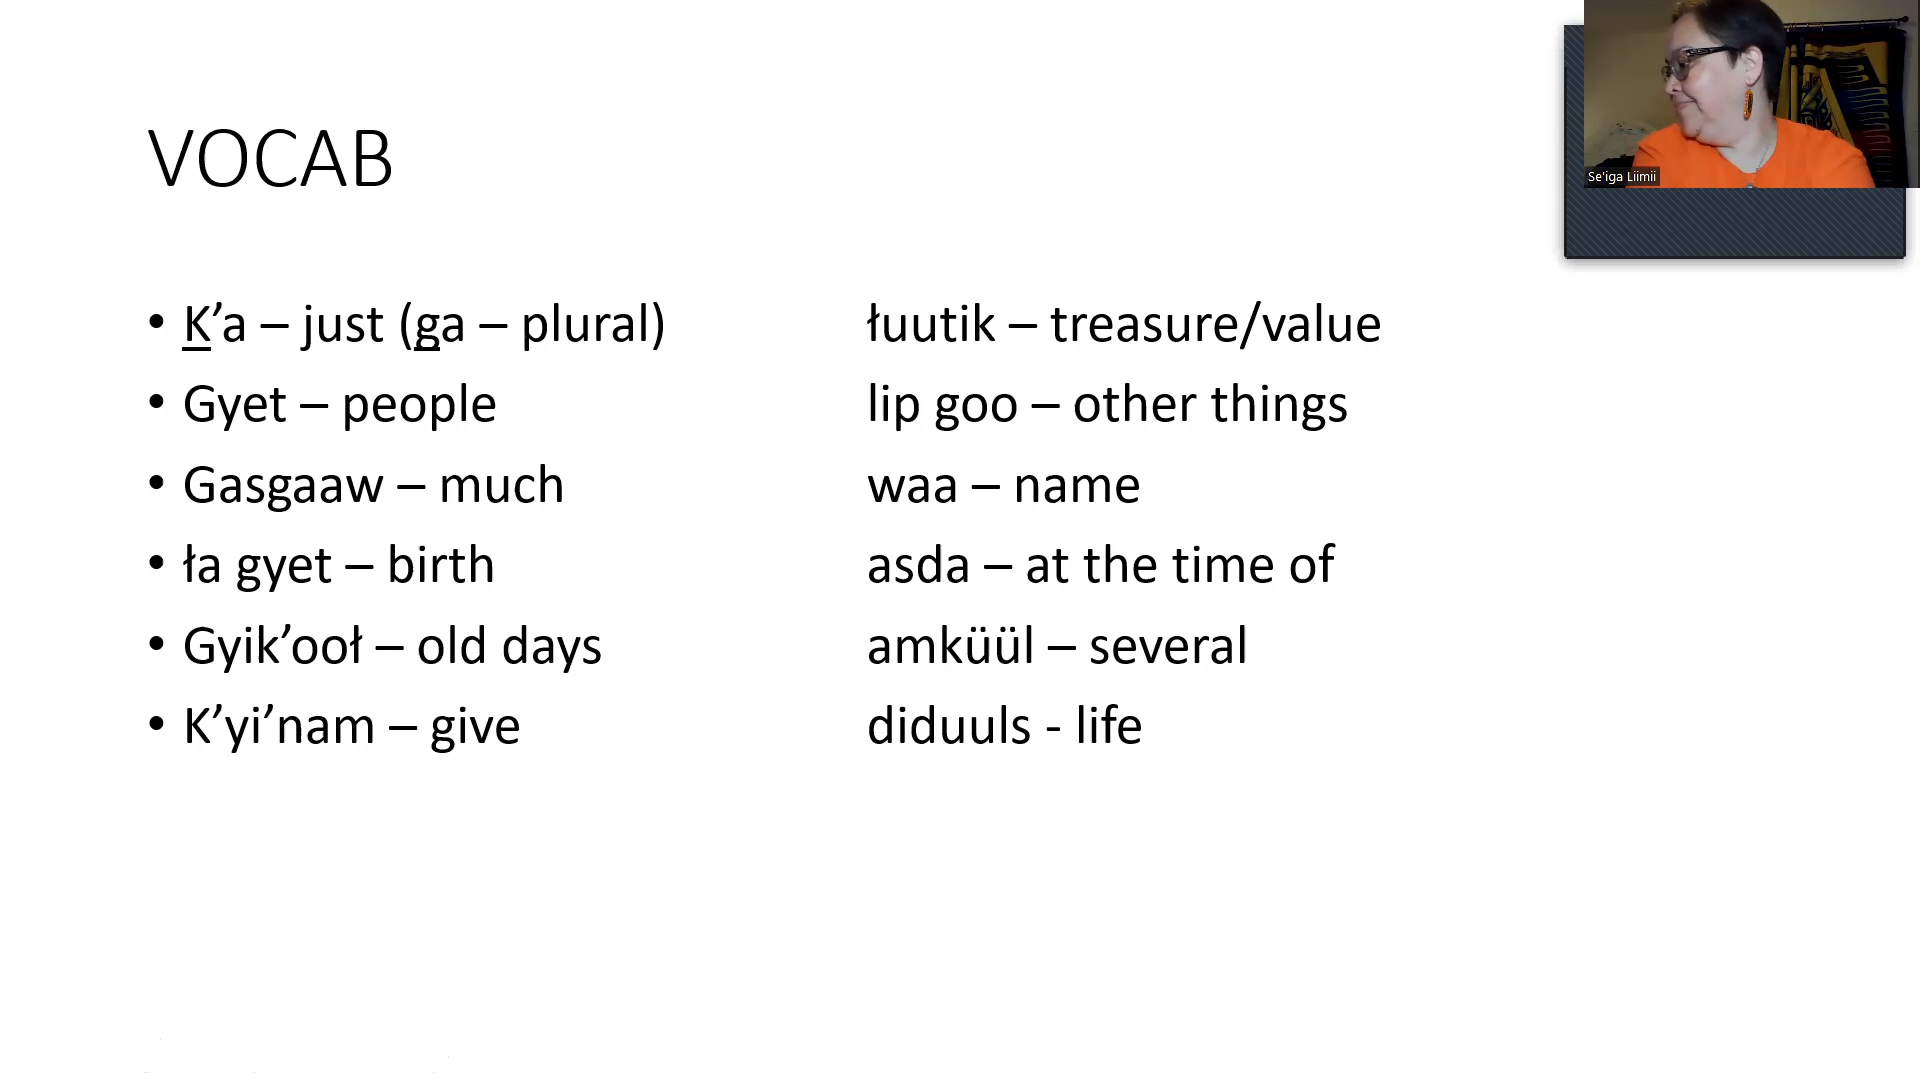 VOCAB
• K̲’a – just (g̲a – plural)
• Gyet – people
• Gasgaaw – much
• ła gyet – birth
• Gyik’ooł – old days
• K’yi’nam – give
łuutik – treasure/value
lip goo – other things
waa – name
asda – at the time of
amküül – several
diduuls - life
Se'iga Liimii